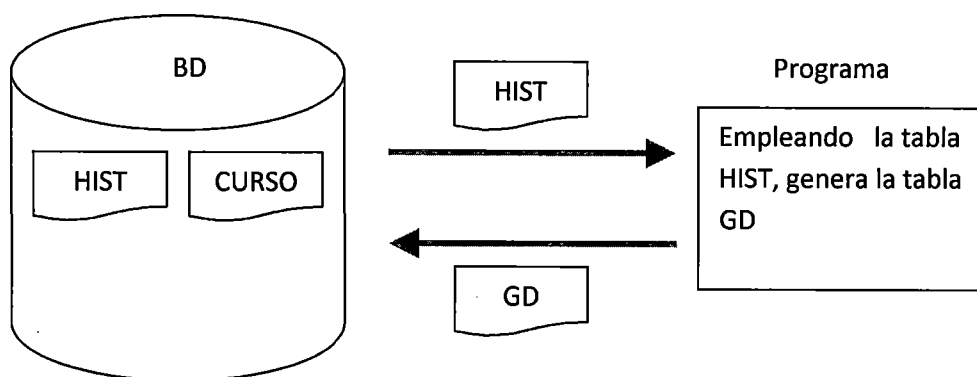 BD
HIST
Programa
HIST
CURSO
Empleando la tabla
HIST, genera la tabla
GD
GD